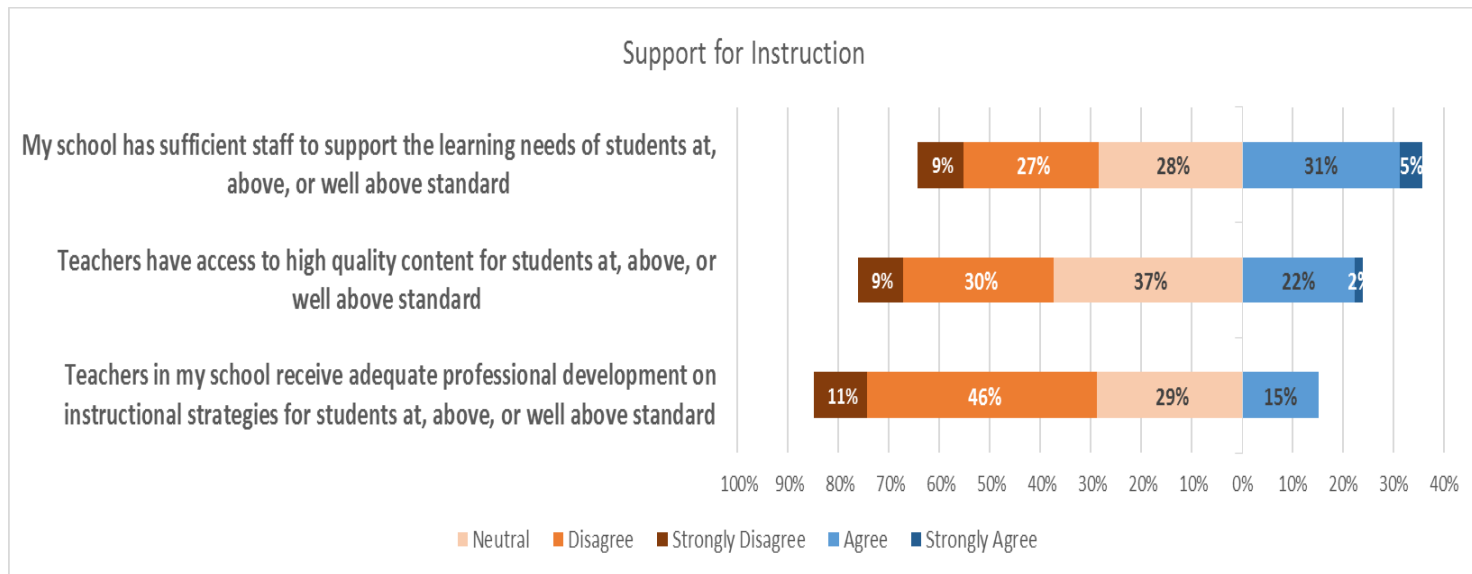 Support for Instruction
My school has sufficient staff to support the learning needs of students at,
above, or well above standard
9% 27% 28% 31% 5%
Teachers have access to high quality content for students at, above, or
well above standard
9% 30% 37% 22% 2%
Teachers in my school receive adequate professional development on
instructional strategies for students at, above, or well above standard
11% 46% 29% 15%
100% 90% 80% 70% 60% 50% 40% 30% 20% 10% 0% 10% 20% 30% 40%
Neutral Disagree Strongly Disagree Agree Strongly Agree